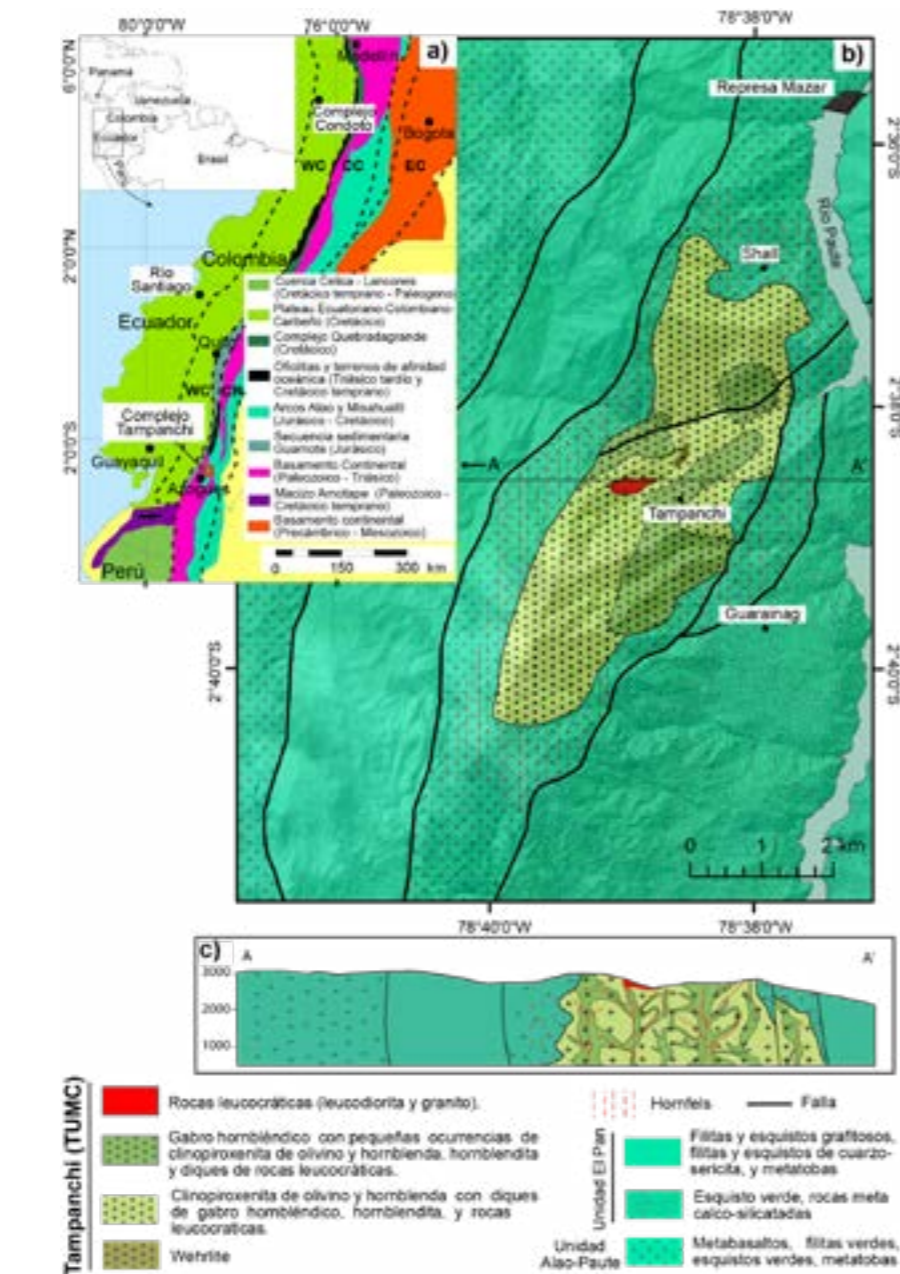 80°0'0"W
76°0'0"W
78°38'0"W
a)
b)
6°0'0"N
2°0'0"N
2°0'0"S
Panamá
Venezuela
Colombia
Ecuador
Perú
Brasil
Medellín
Complejo
Condoto
Bogota
WC
CC
EC
Colombia
Río
Santiago
Ecuador
Quito
WC
Complejo
Tampanchi
Guayaquil
Azogues
Perú
Cuenca Celica - Lancones
(Cretácico temprano - Paleogeno)
Plateau Ecuatoriano Colombiano
Caribeño (Cretácico)
Complejo Quebradagrande
(Cretácico)
Ofiolitas y terrenos de afinidad
oceánica (Triásico tardío y
Cretácico temprano)
Arcos Alao y Misahuallí
(Jurásico - Cretácico)
Secuencia sedimentaria
Guamote (Jurásico)
Basamento Continental
(Paleozoico - Triásico)
Macizo Amotape (Paleozoico -
Cretácico temprano)
Basamento continental
(Precámbrico - Mesozoico)
0 150 300 km
Represa Mazar
Río Paute
Shall
A
A'
Tampanchi
Guarainag
0 1 2 km
2°36'0"S
2°38'0"S
2°40'0"S
2°40'0"S
78°40'0"W
78°38'0"W
c)
A
A'
3000
2000
1000
Tampanchi (TUMC)
Rocas leucocráticas (leucodiorita y granito).
Gabro hornbléndico con pequeñas ocurrencias de
clinopiroxenita de olivino y hornblenda, hornblendita
y diques de rocas leucocráticas.
Clinopiroxenita de olivino y hornblenda con diques
de gabro hornbléndico, hornblendita, y rocas
leucocraticas.
Wehrlite
Hornfels
Falla
Unidad El Pan
Filitas y esquistos grafitosos,
filitas y esquistos de cuarzo-
sericita, y metatobas
Esquisto verde, rocas meta
calco-silicatadas
Unidad
Alao-Paute
Metabasaltos, filitas verdes,
esquistos verdes, metatobas